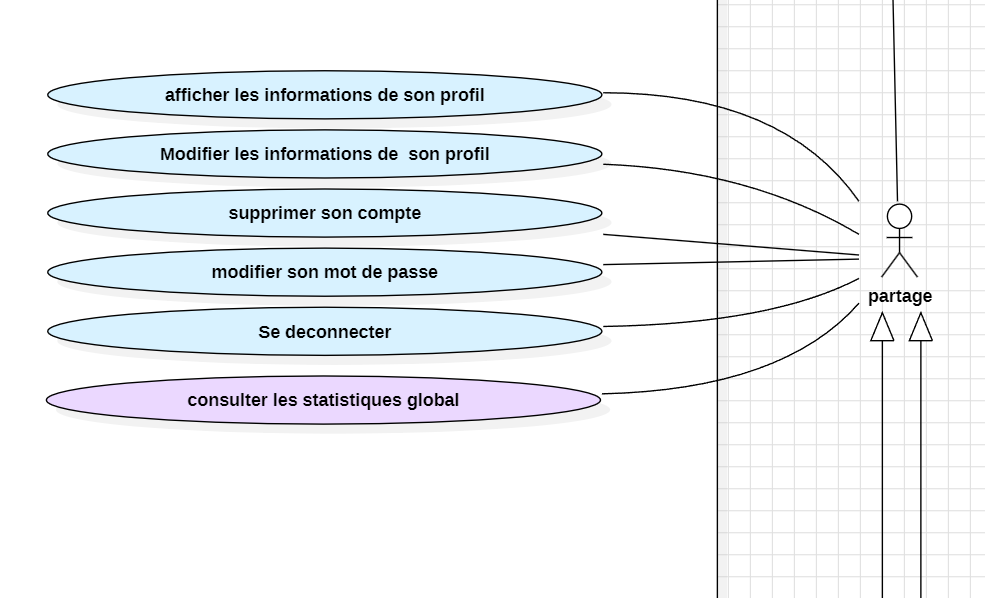 afficher les informations de son profil
Modifier les informations de  son profil
supprimer son compte
modifier son mot de passe
Se deconnecter
consulter les statistiques global
partage